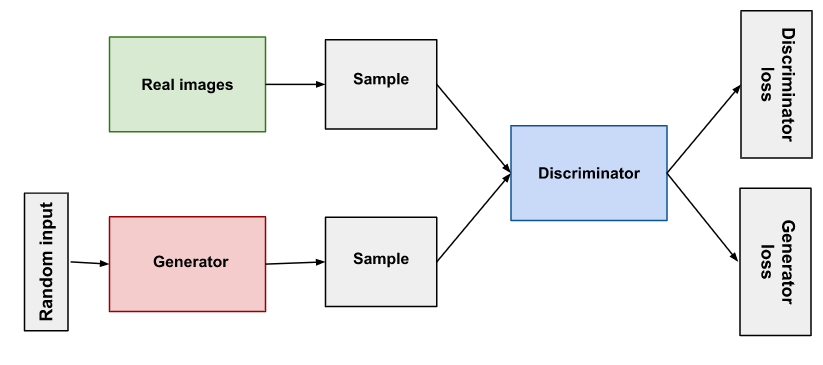 Real images
Sample
Discriminator
loss
Discriminator
Random input
Generator
Sample
Generator
loss